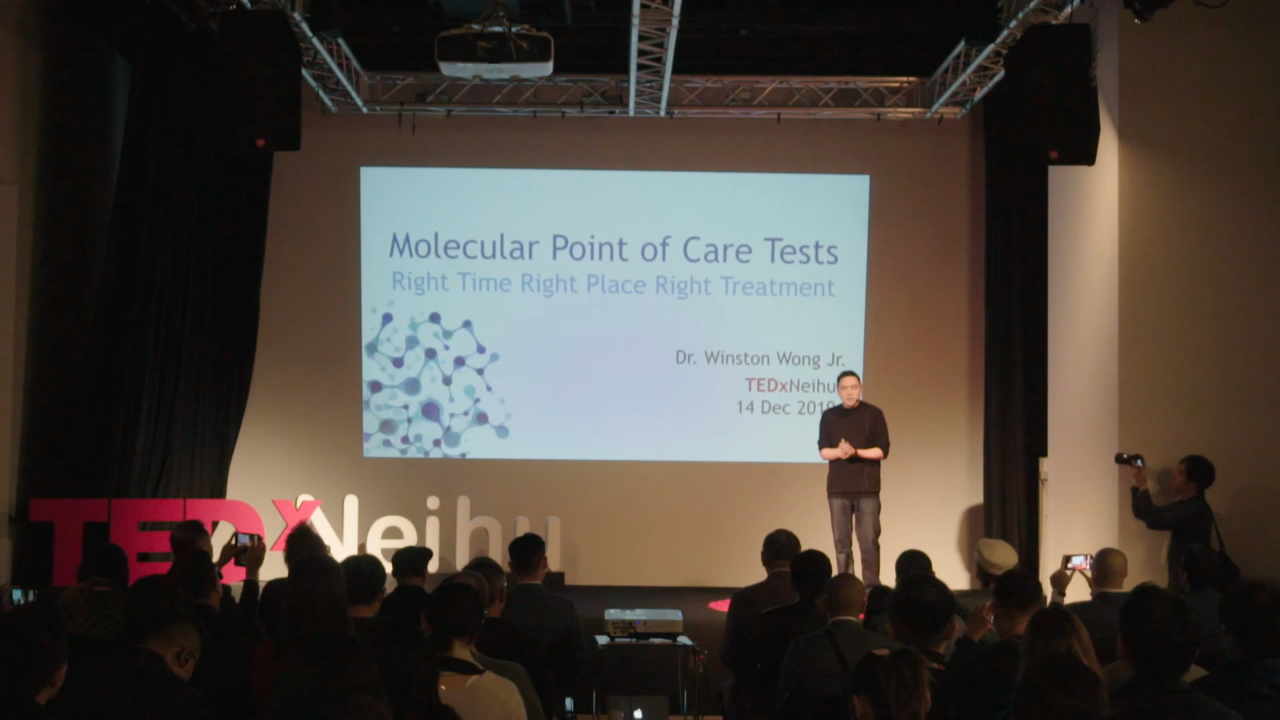 Molecular Point of Care Tests
Right Time Right Place Right Treatment
Dr. Winston Wong Jr.
TEDxNeihu
14 Dec 2019
TEDxNeihu